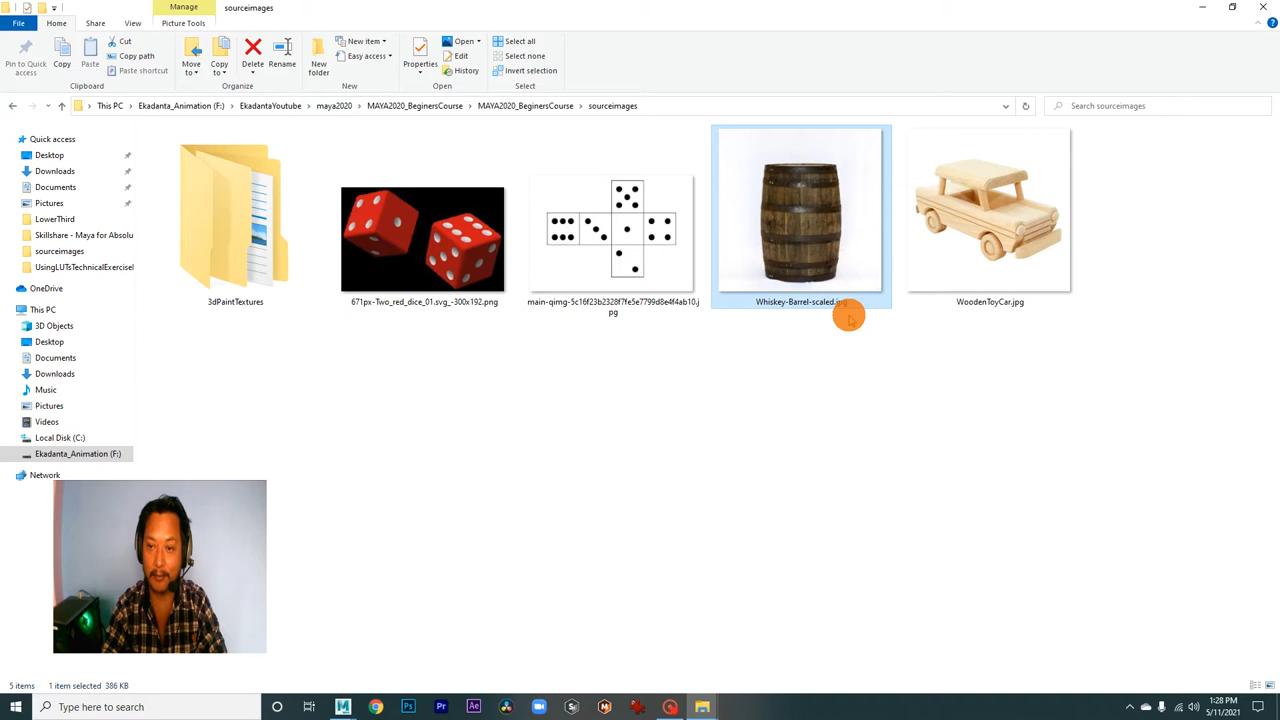 Manage
sourceimages
File
Home
Share
View
Picture Tools
Pin to Quick
access
Copy
Paste
Cut
Copy path
Paste shortcut
Clipboard
Move
to
Copy
to
Delete
Rename
Organize
New
folder
New item
Easy access
New
Properties
Open
Edit
History
Open
Select all
Select none
Invert selection
Select
This PC
Ekadanta_Animation (F:)
EkadantaYoutube
maya2020
MAYA2020_BeginersCourse
MAYA2020_BeginersCourse
sourceimages
Search sourceimages
Quick access
Desktop
Downloads
Documents
Pictures
LowerThird
Skillshare - Maya for Absolu
sourceimages
UsingLUTsTechnicalExercisel
OneDrive
This PC
3D Objects
Desktop
Documents
Downloads
Music
Pictures
Videos
Local Disk (C:)
Ekadanta_Animation (F:)
Network
3dPaintTextures
671px-Two_red_dice_01.svg_-300x192.png
main-qimg-5c16f23b2328f7fe5e7799d8e4f4ab10.j
pg
Whiskey-Barrel-scaled.jpg
WoodenToyCar.jpg
5 items
1 item selected 386 KB
Type here to search
Ps
Pr
Ae
1:28 PM
5/11/2021